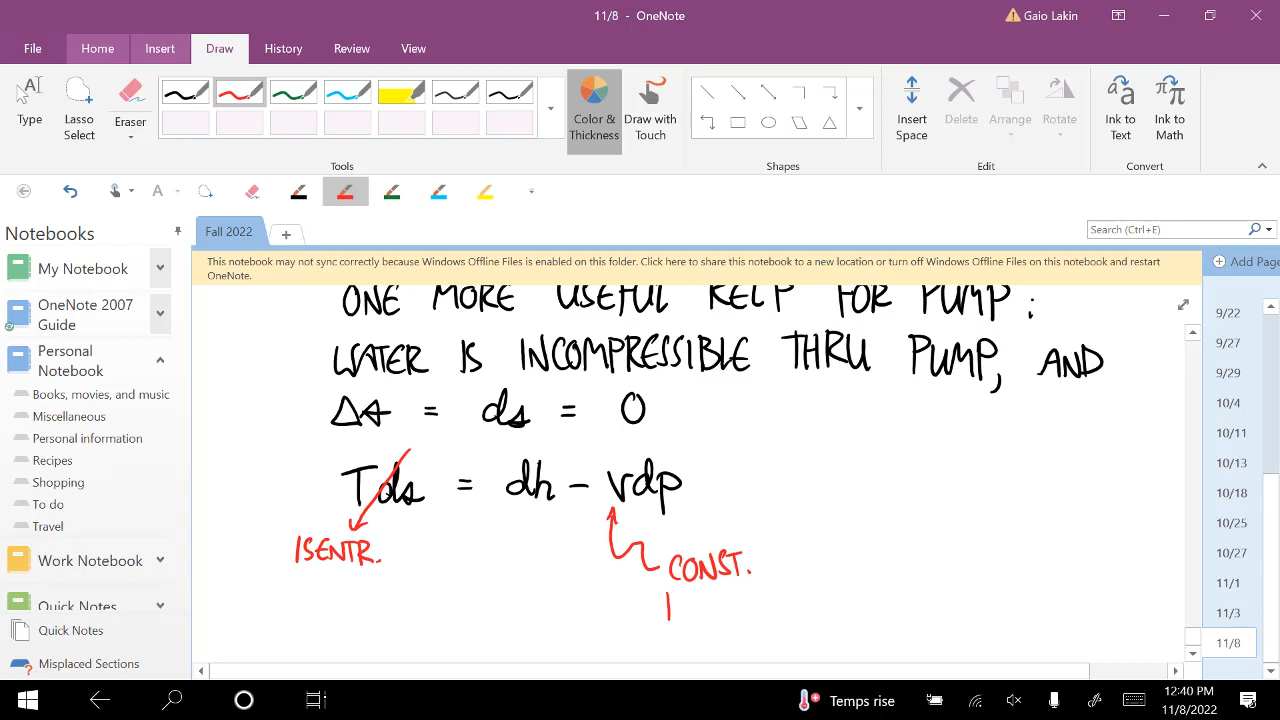 11/8 - OneNote
Gaio Lakin
File Home Insert Draw History Review View
Type
Lasso Select
Eraser
Color & Thickness
Draw with Touch
Insert Space
Delete
Arrange
Rotate
Ink to Text
Ink to Math
Tools
Shapes
Edit
Convert
Notebooks
Fall 2022
Search (Ctrl+E)
This notebook may not sync correctly because Windows Offline Files is enabled on this folder. Click here to share this notebook to a new location or turn off Windows Offline Files on this notebook and restart
OneNote.
Add Page
My Notebook
OneNote 2007
Guide
Personal
Notebook
Books, movies, and music
Miscellaneous
Personal information
Recipes
Shopping
To do
Travel
Work Notebook
Quick Notes
Quick Notes
Misplaced Sections
ONE MORE USEFUL RELP FOR PUMP:
WATER IS INCOMPRESSIBLE THRU PUMP, AND
Δs = ds = 0
Tds = dh - vdp
ISENTR.
CONST.
9/22
9/27
9/29
10/4
10/11
10/13
10/18
10/25
10/27
11/1
11/3
11/8
Temps rise
12:40 PM
11/8/2022